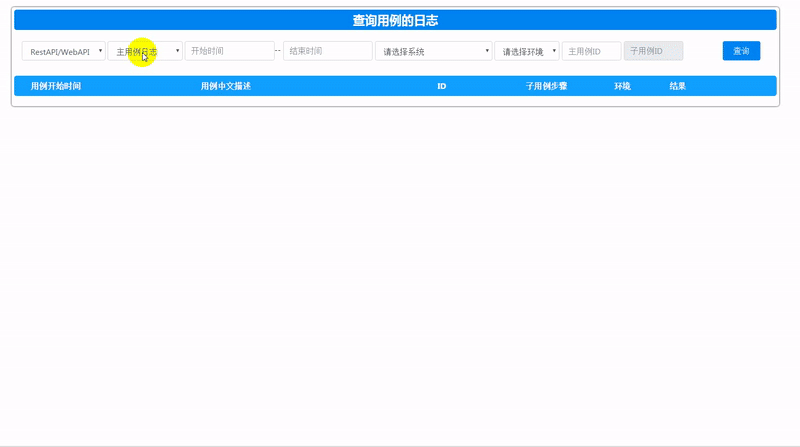 查询用例的日志
RestAPI/WebAPI 主用例日志 开始时间 -- 结束时间 请选择系统 请选择环境 主用例ID 子用例ID 查询
用例开始时间 用例中文描述 ID 子用例步骤 环境 结果